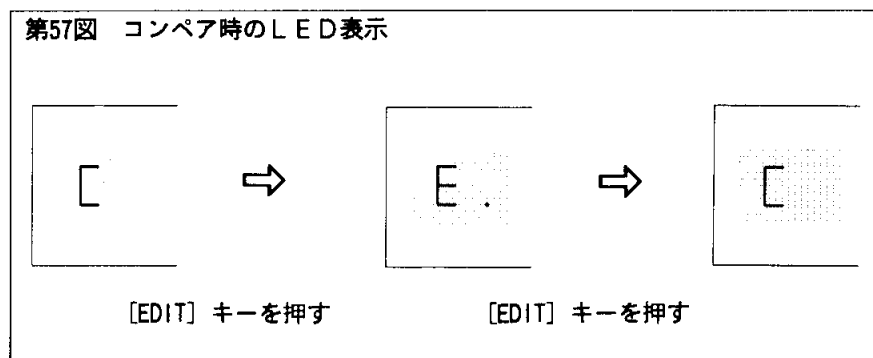 第57図 コンペア時のＬＥＤ表示
[ ⇨ E. ⇨ [
[EDIT] キーを押す [EDIT] キーを押す